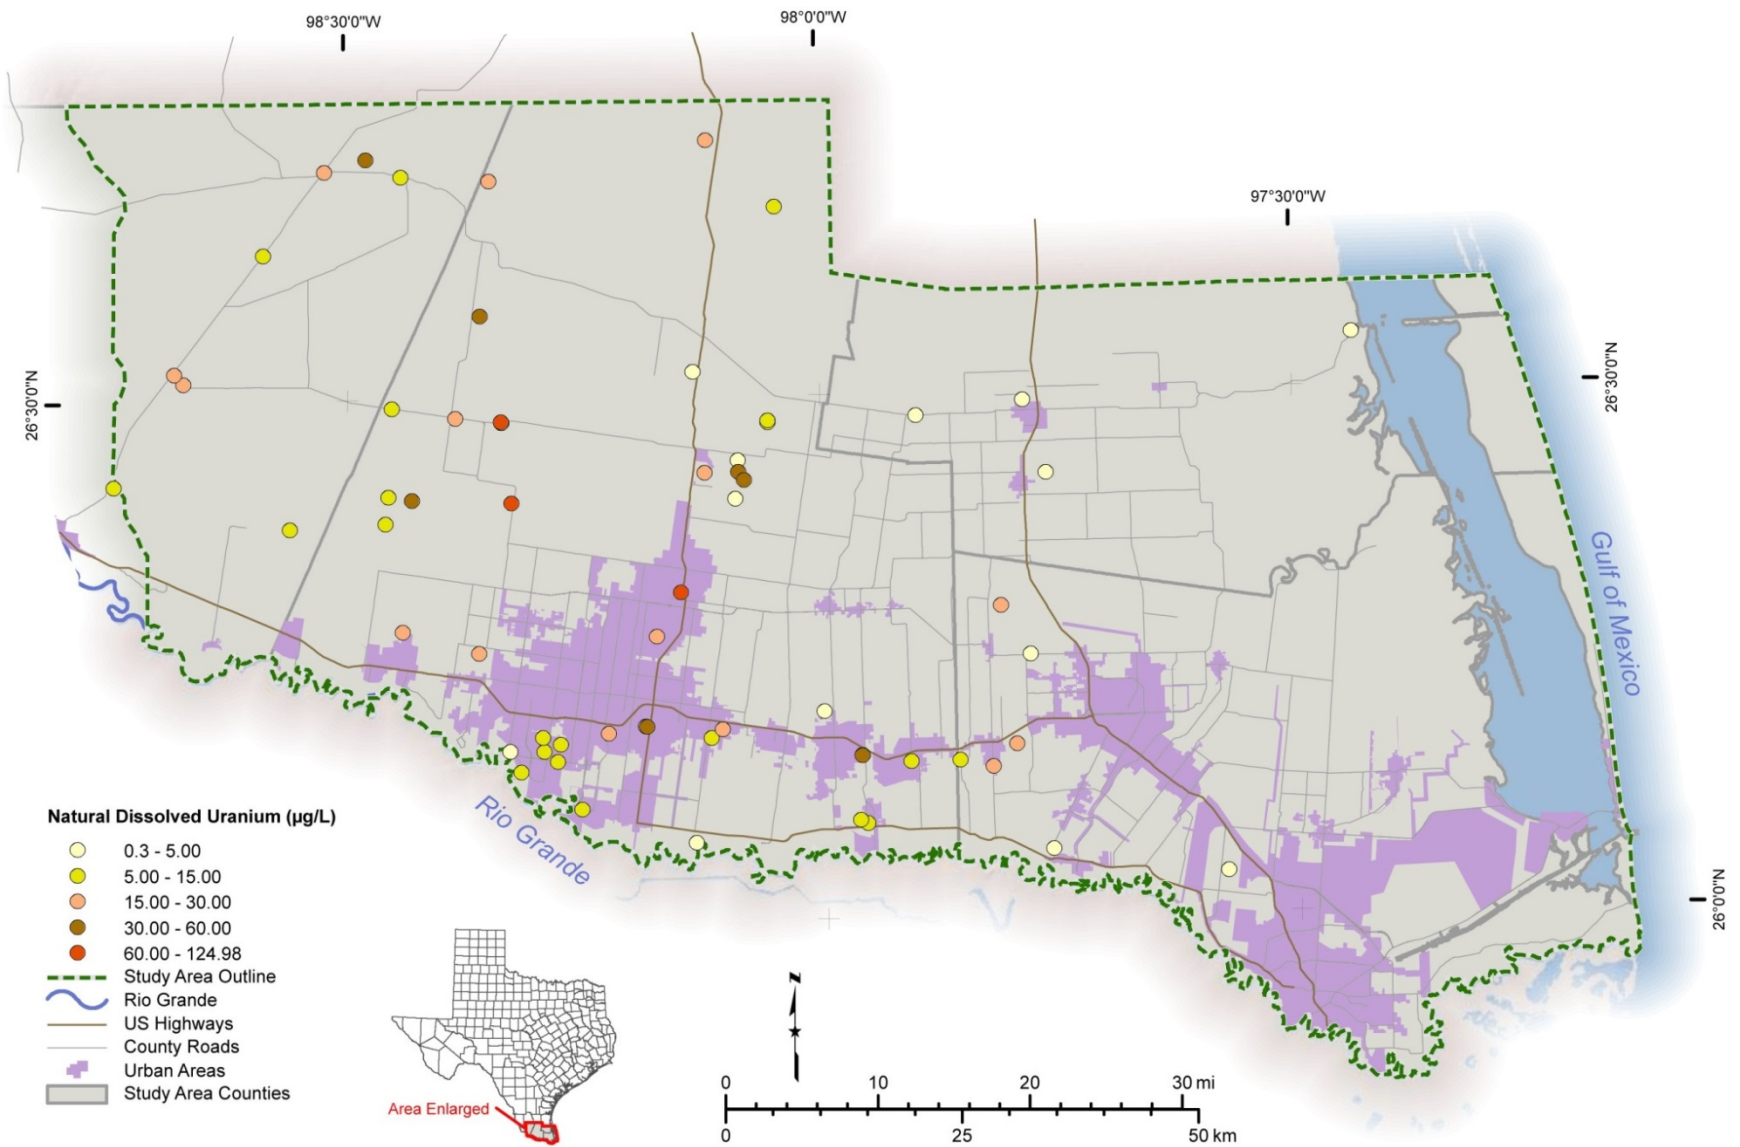 98°30'0"W
98°0'0"W
97°30'0"W
26°30'0"N
26°30'0"N
Gulf of Mexico
Rio Grande
26°0'0"N
Natural Dissolved Uranium (µg/L)
0.3 - 5.00
5.00 - 15.00
15.00 - 30.00
30.00 - 60.00
60.00 - 124.98
Study Area Outline
Rio Grande
US Highways
County Roads
Urban Areas
Study Area Counties
Area Enlarged
N
0 10 20 30 mi
0 25 50 km